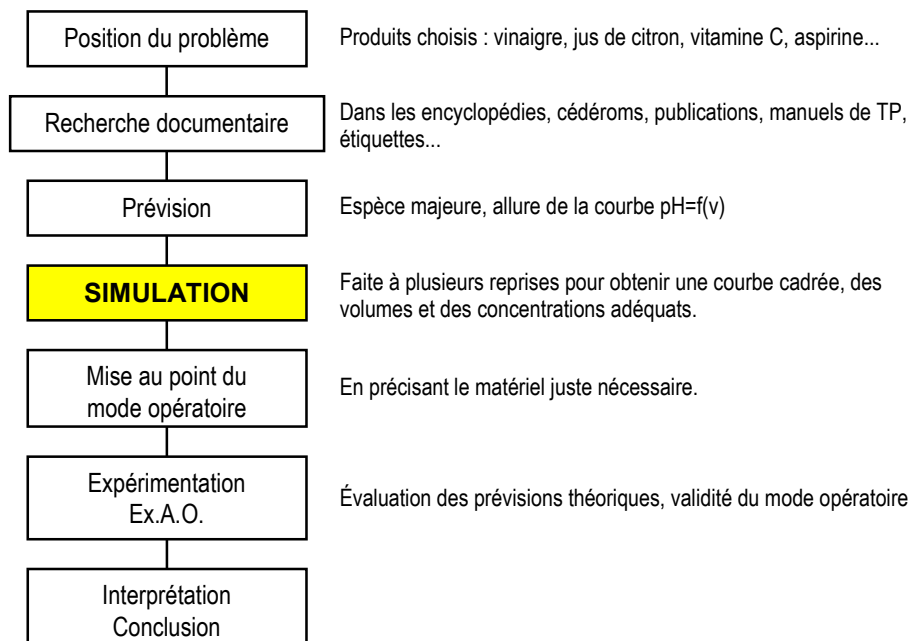 Position du problème
Produits choisis : vinaigre, jus de citron, vitamine C, aspirine...
Recherche documentaire
Dans les encyclopédies, cédéroms, publications, manuels de TP,
étiquettes...
Prévision
Espèce majeure, allure de la courbe pH=f(v)
SIMULATION
Faite à plusieurs reprises pour obtenir une courbe cadrée, des
volumes et des concentrations adéquats.
Mise au point du
mode opératoire
En précisant le matériel juste nécessaire.
Expérimentation
Ex.A.O.
Évaluation des prévisions théoriques, validité du mode opératoire
Interprétation
Conclusion